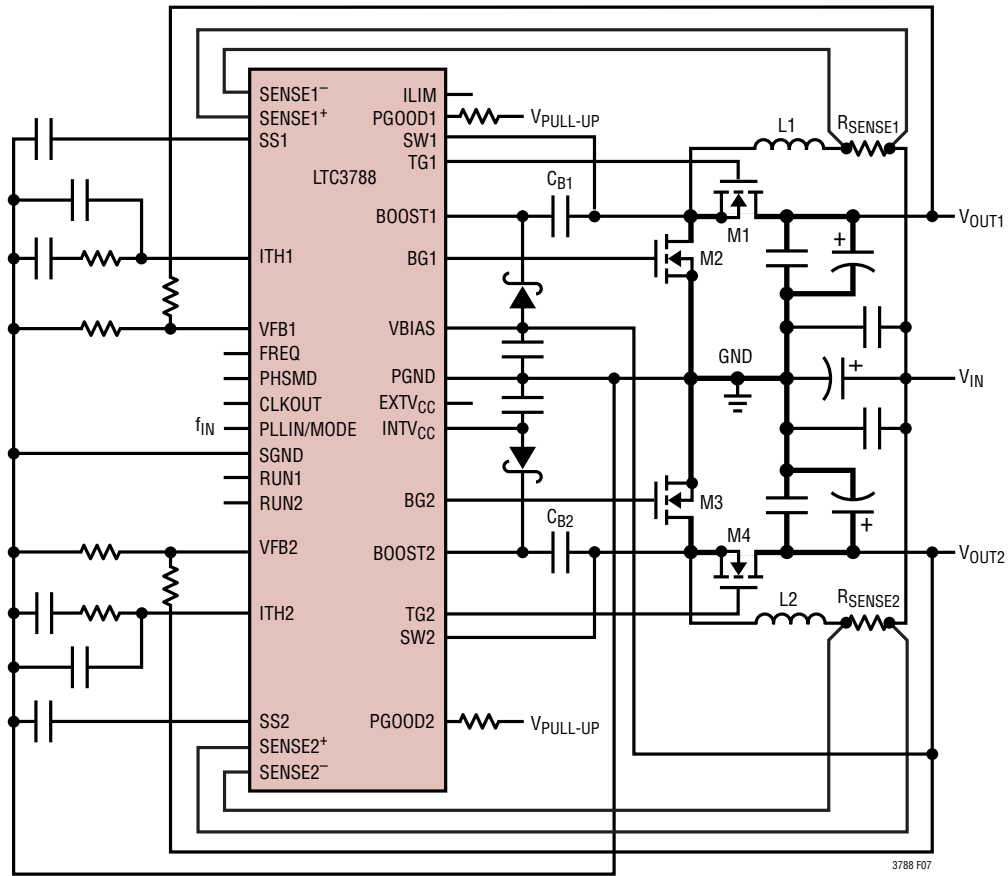 SENSE1–
SENSE1+
SS1
LTC3788
ITH1
VFB1
FREQ
PHSMD
CLKOUT
fIN
PLLIN/MODE
SGND
RUN1
RUN2
VFB2
ITH2
SS2
SENSE2+
SENSE2–
ILIM
PGOOD1
VPULL-UP
SW1
TG1
BOOST1
BG1
VBIAS
PGND
EXTVCC
INTVCC
BG2
BOOST2
TG2
SW2
PGOOD2
VPULL-UP
CB1
CB2
L1
RSENSE1
M1
M2
VOUT1
+
GND
+
VIN
M3
M4
+
VOUT2
L2
RSENSE2
3788 F07